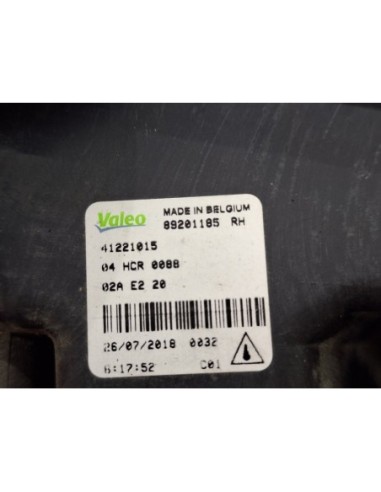 Valeo
MADE IN BELGIUM
89201185 RH
41221015
04 HCR 0088
02A E2 20
26/07/2018 0032
6:17:52 C01